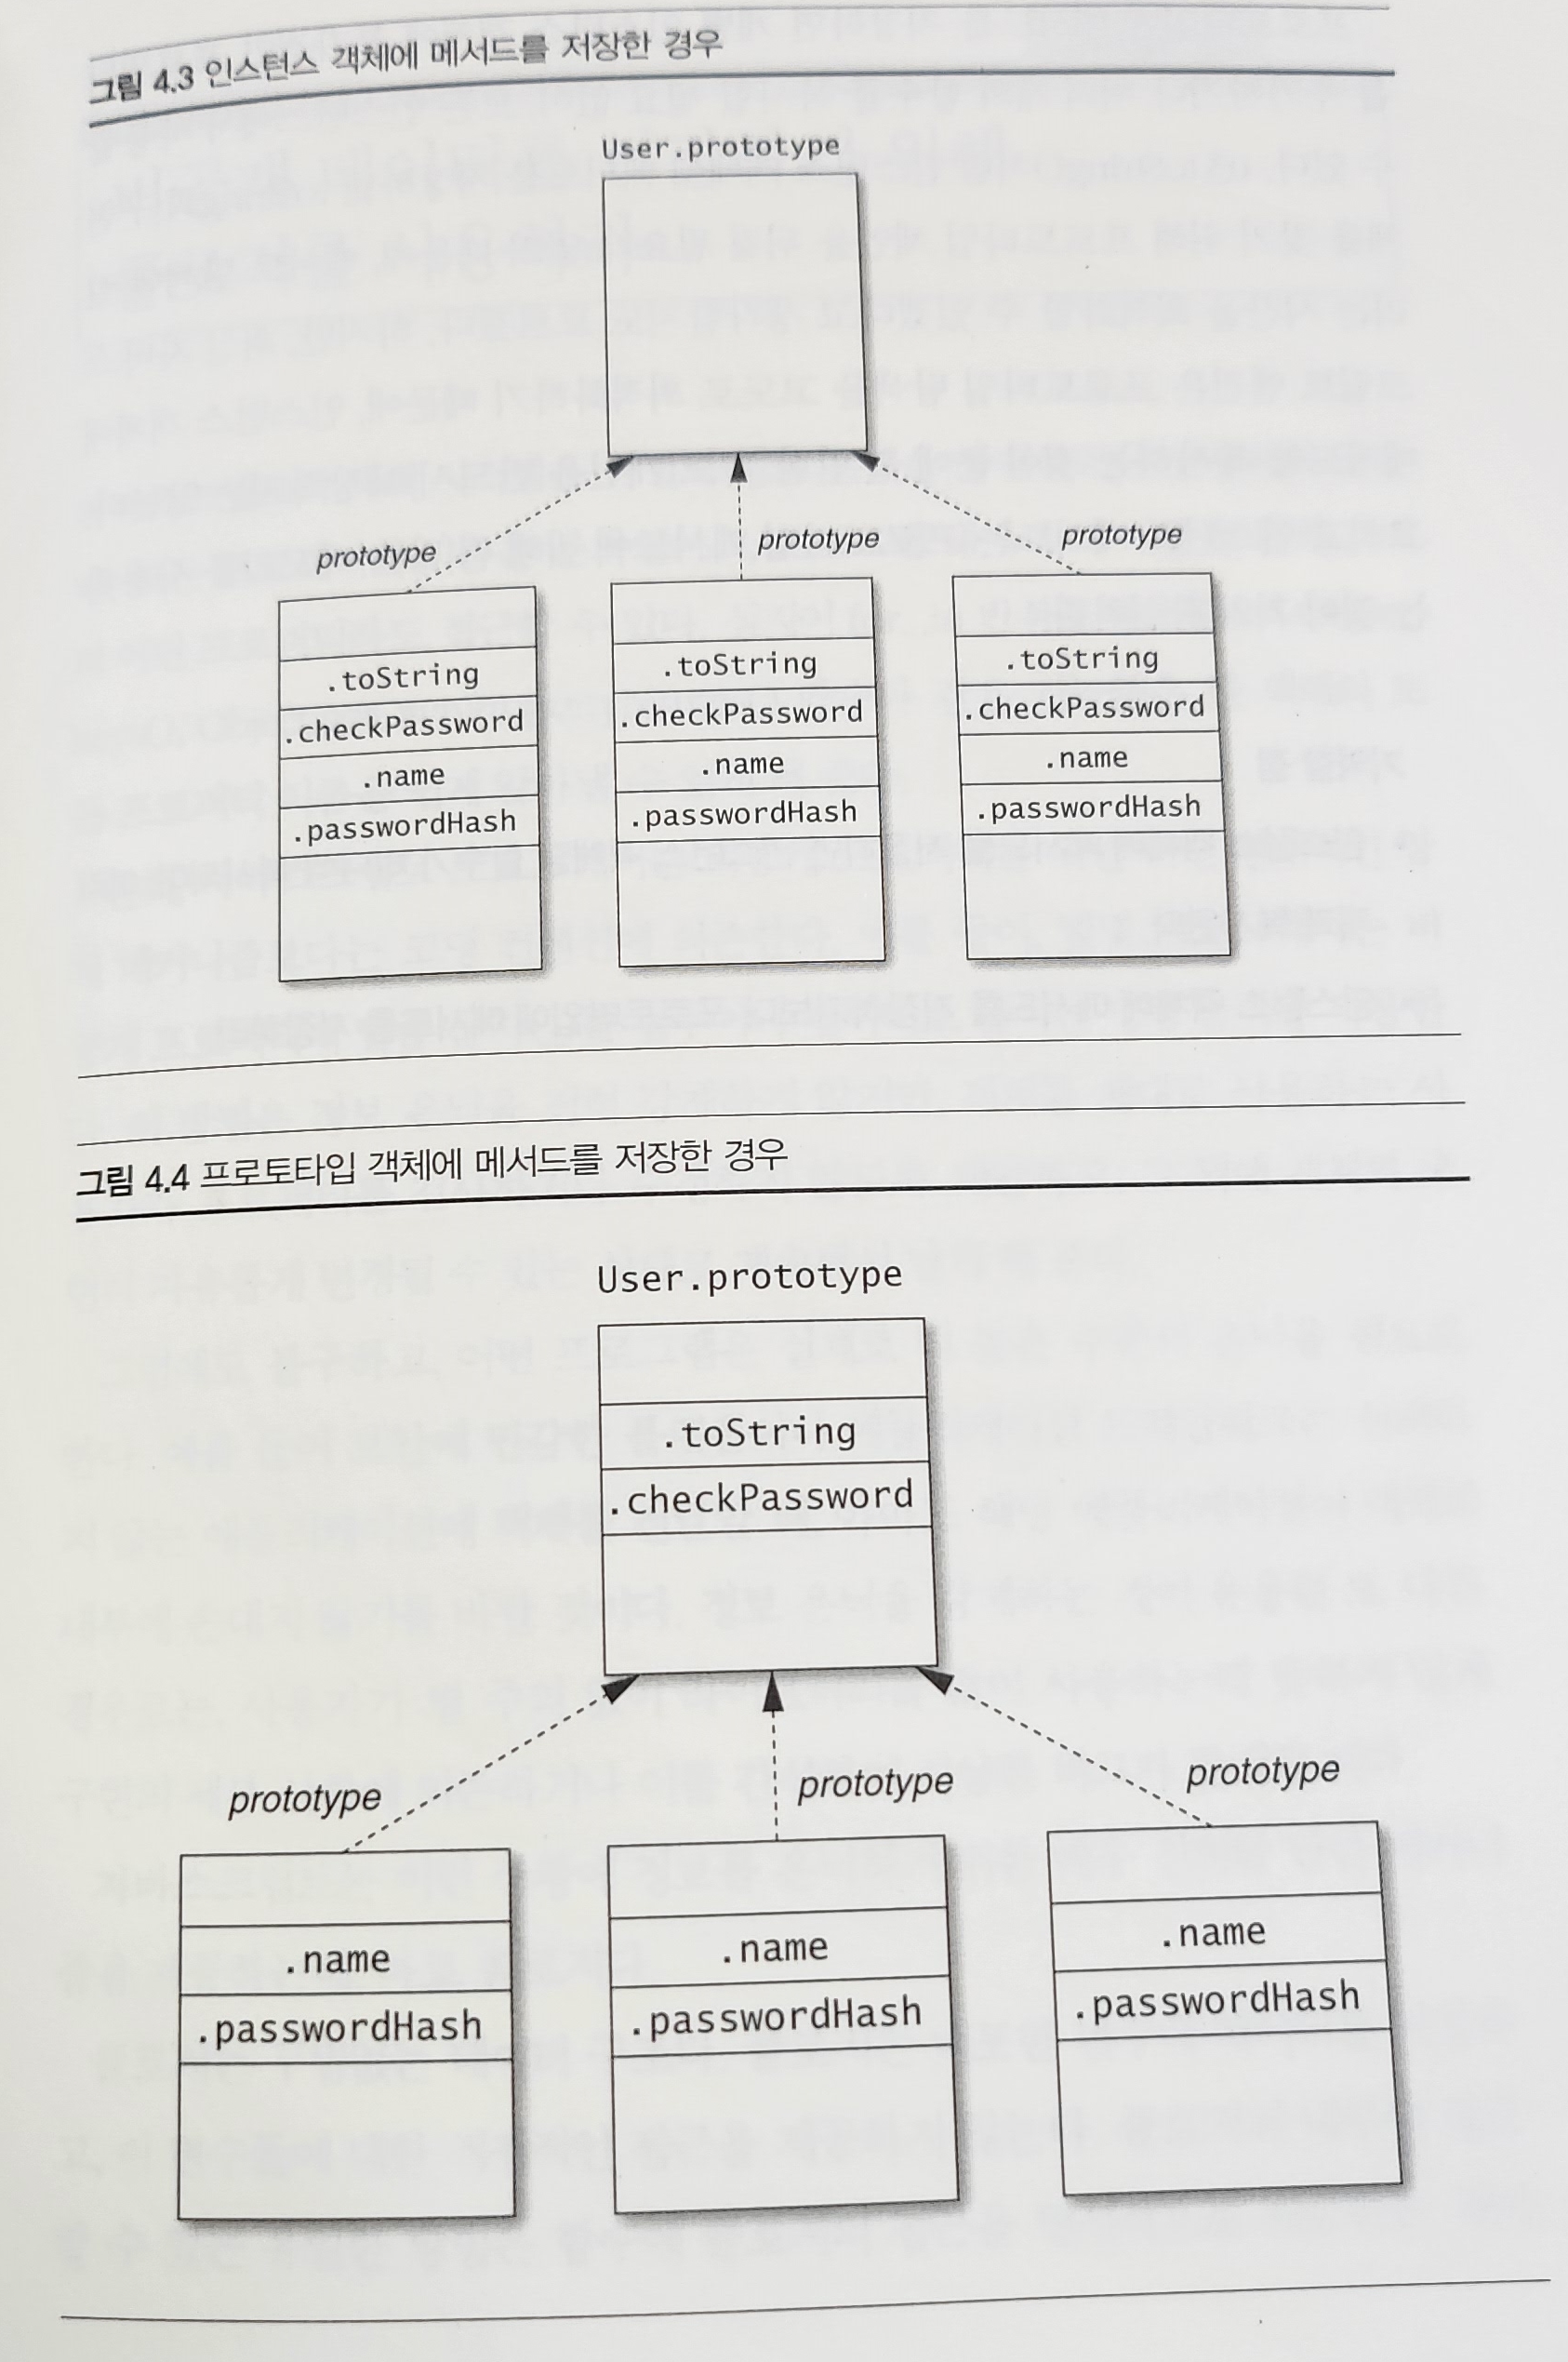 그림 4.3 인스턴스 객체에 메서드를 저장한 경우
User.prototype
prototype
prototype
prototype
.toString
.checkPassword
.name
.passwordHash
.toString
.checkPassword
.name
.passwordHash
.toString
.checkPassword
.name
.passwordHash
그림 4.4 프로토타입 객체에 메서드를 저장한 경우
User.prototype
.toString
.checkPassword
prototype
prototype
prototype
.name
.passwordHash
.name
.passwordHash
.name
.passwordHash